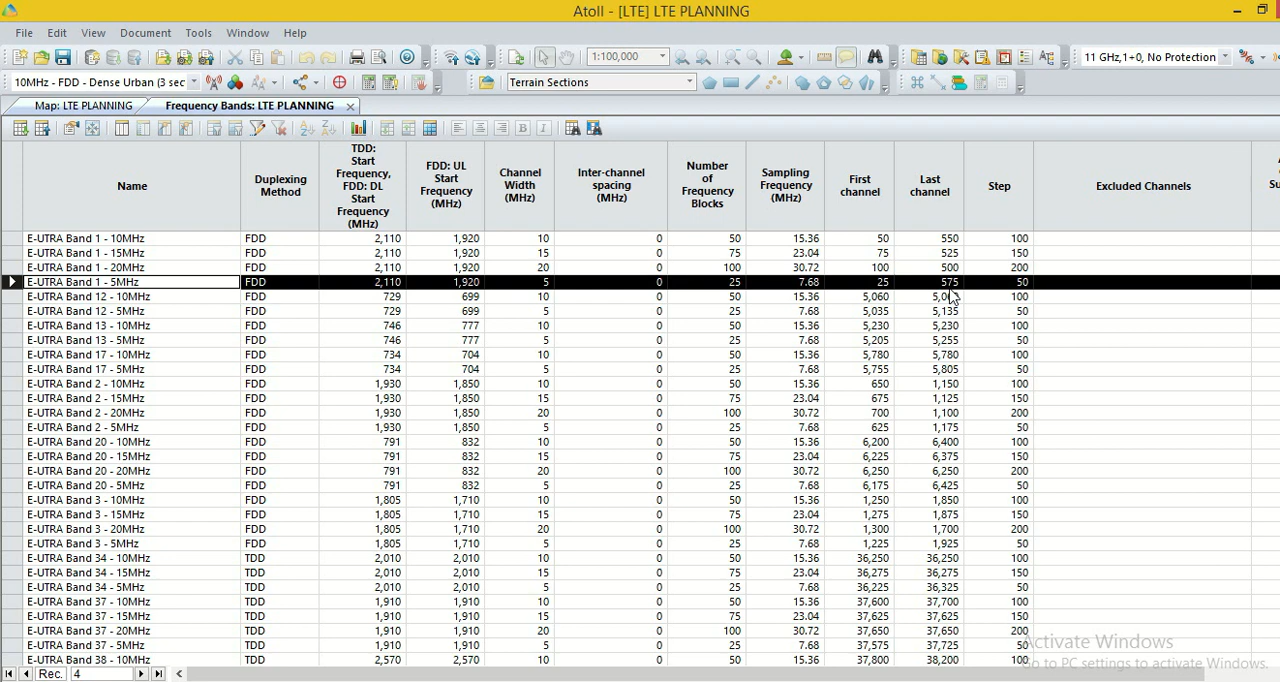 Atoll - [LTE] LTE PLANNING
File Edit View Document Tools Window Help
1:100,000 11 GHz,1+0, No Protection
10MHz - FDD - Dense Urban (3 sec Terrain Sections
Map: LTE PLANNING Frequency Bands: LTE PLANNING
Name Duplexing Method TDD: Start Frequency, FDD: DL Start Frequency (MHz) FDD: UL Start Frequency (MHz) Channel Width (MHz) Inter-channel spacing (MHz) Number of Frequency Blocks Sampling Frequency (MHz) First channel Last channel Step Excluded Channels
E-UTRA Band 1 - 10MHz FDD 2,110 1,920 10 0 50 15.36 50 550 100
E-UTRA Band 1 - 15MHz FDD 2,110 1,920 15 0 75 23.04 75 525 150
E-UTRA Band 1 - 20MHz FDD 2,110 1,920 20 0 100 30.72 100 500 200
E-UTRA Band 1 - 5MHz FDD 2,110 1,920 5 0 25 7.68 25 575 50
E-UTRA Band 12 - 10MHz FDD 729 699 10 0 50 15.36 5,060 100
E-UTRA Band 12 - 5MHz FDD 729 699 5 0 25 7.68 5,035 5,135 50
E-UTRA Band 13 - 10MHz FDD 746 777 10 0 50 15.36 5,230 5,230 100
E-UTRA Band 13 - 5MHz FDD 746 777 5 0 25 7.68 5,205 5,255 50
E-UTRA Band 17 - 10MHz FDD 734 704 10 0 50 15.36 5,780 5,780 100
E-UTRA Band 17 - 5MHz FDD 734 704 5 0 25 7.68 5,755 5,805 50
E-UTRA Band 2 - 10MHz FDD 1,930 1,850 10 0 50 15.36 650 1,150 100
E-UTRA Band 2 - 15MHz FDD 1,930 1,850 15 0 75 23.04 675 1,125 150
E-UTRA Band 2 - 20MHz FDD 1,930 1,850 20 0 100 30.72 700 1,100 200
E-UTRA Band 2 - 5MHz FDD 1,930 1,850 5 0 25 7.68 625 1,175 50
E-UTRA Band 20 - 10MHz FDD 791 832 10 0 50 15.36 6,200 6,400 100
E-UTRA Band 20 - 15MHz FDD 791 832 15 0 75 23.04 6,225 6,375 150
E-UTRA Band 20 - 20MHz FDD 791 832 20 0 100 30.72 6,250 6,250 200
E-UTRA Band 20 - 5MHz FDD 791 832 5 0 25 7.68 6,175 6,425 50
E-UTRA Band 3 - 10MHz FDD 1,805 1,710 10 0 50 15.36 1,250 1,850 100
E-UTRA Band 3 - 15MHz FDD 1,805 1,710 15 0 75 23.04 1,275 1,875 150
E-UTRA Band 3 - 20MHz FDD 1,805 1,710 20 0 100 30.72 1,300 1,700 200
E-UTRA Band 3 - 5MHz FDD 1,805 1,710 5 0 25 7.68 1,225 1,925 50
E-UTRA Band 34 - 10MHz TDD 2,010 2,010 10 0 50 15.36 36,250 36,250 100
E-UTRA Band 34 - 15MHz TDD 2,010 2,010 15 0 75 23.04 36,275 36,275 150
E-UTRA Band 34 - 5MHz TDD 2,010 2,010 5 0 25 7.68 36,225 36,325 50
E-UTRA Band 37 - 10MHz TDD 1,910 1,910 10 0 50 15.36 37,600 37,700 100
E-UTRA Band 37 - 15MHz TDD 1,910 1,910 15 0 75 23.04 37,625 37,625 150
E-UTRA Band 37 - 20MHz TDD 1,910 1,910 20 0 100 30.72 37,650 37,650 200
E-UTRA Band 37 - 5MHz TDD 1,910 1,910 5 0 25 7.68 37,575 37,725 50
E-UTRA Band 38 - 10MHz TDD 2,570 2,570 10 0 50 15.36 37,800 38,200 100
Activate Windows
Go to PC settings to activate Windows.
Rec. 4